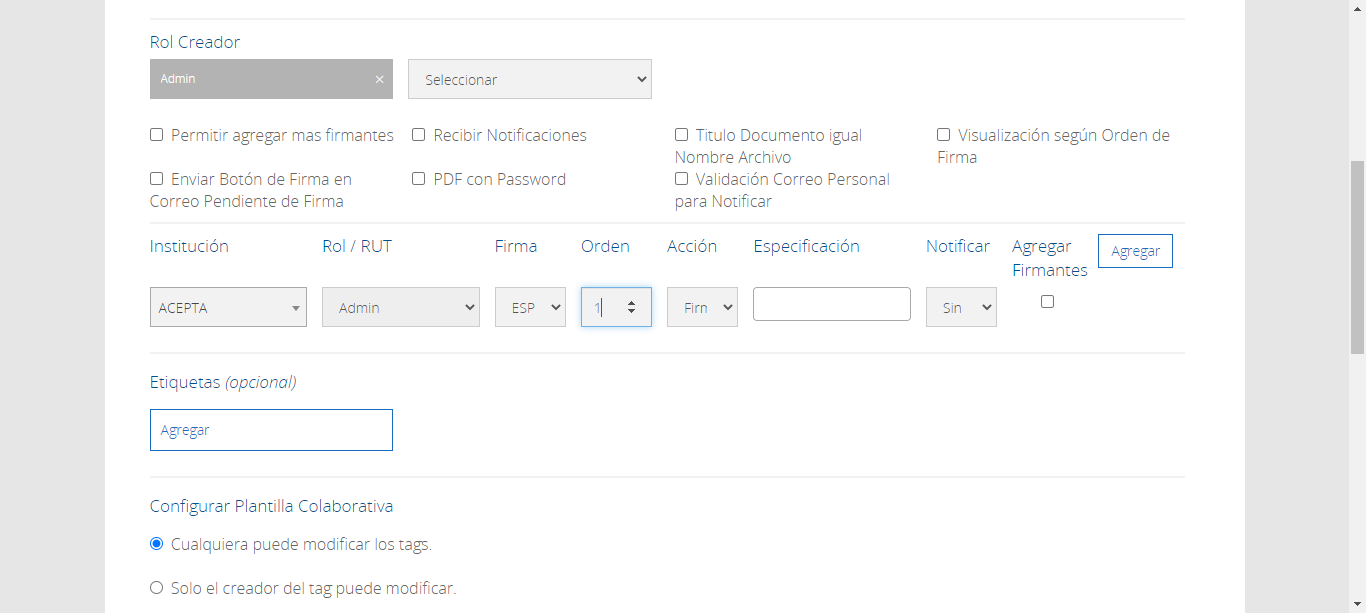 Rol Creador
Admin ×
Seleccionar
Permitir agregar mas firmantes
Recibir Notificaciones
Titulo Documento igual
Nombre Archivo
Visualización según Orden de
Firma
Enviar Botón de Firma en
Correo Pendiente de Firma
PDF con Password
Validación Correo Personal
para Notificar
Institución
Rol / RUT
Firma
Orden
Acción
Especificación
Notificar
Agregar
Firmantes
Agregar
ACEPTA
Admin
ESP
1
Firn
Sin
Etiquetas (opcional)
Agregar
Configurar Plantilla Colaborativa
Cualquiera puede modificar los tags.
Solo el creador del tag puede modificar.